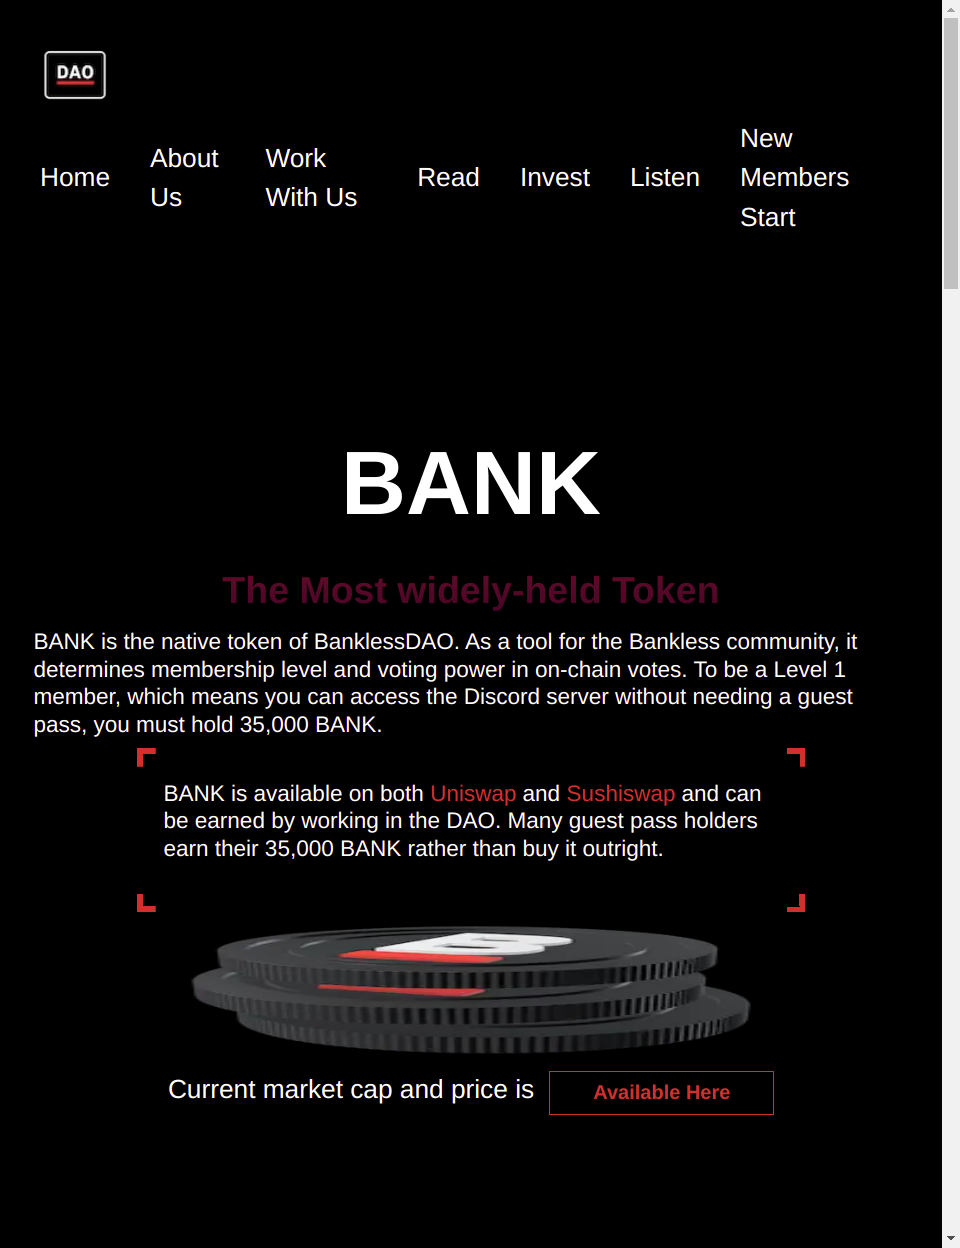 DAO
Home
About
Us
Work
With Us
Read
Invest
Listen
New
Members
Start
BANK
The Most widely-held Token
BANK is the native token of BanklessDAO. As a tool for the Bankless community, it
determines membership level and voting power in on-chain votes. To be a Level 1
member, which means you can access the Discord server without needing a guest
pass, you must hold 35,000 BANK.
BANK is available on both Uniswap and Sushiswap and can
be earned by working in the DAO. Many guest pass holders
earn their 35,000 BANK rather than buy it outright.
B
Current market cap and price is
Available Here